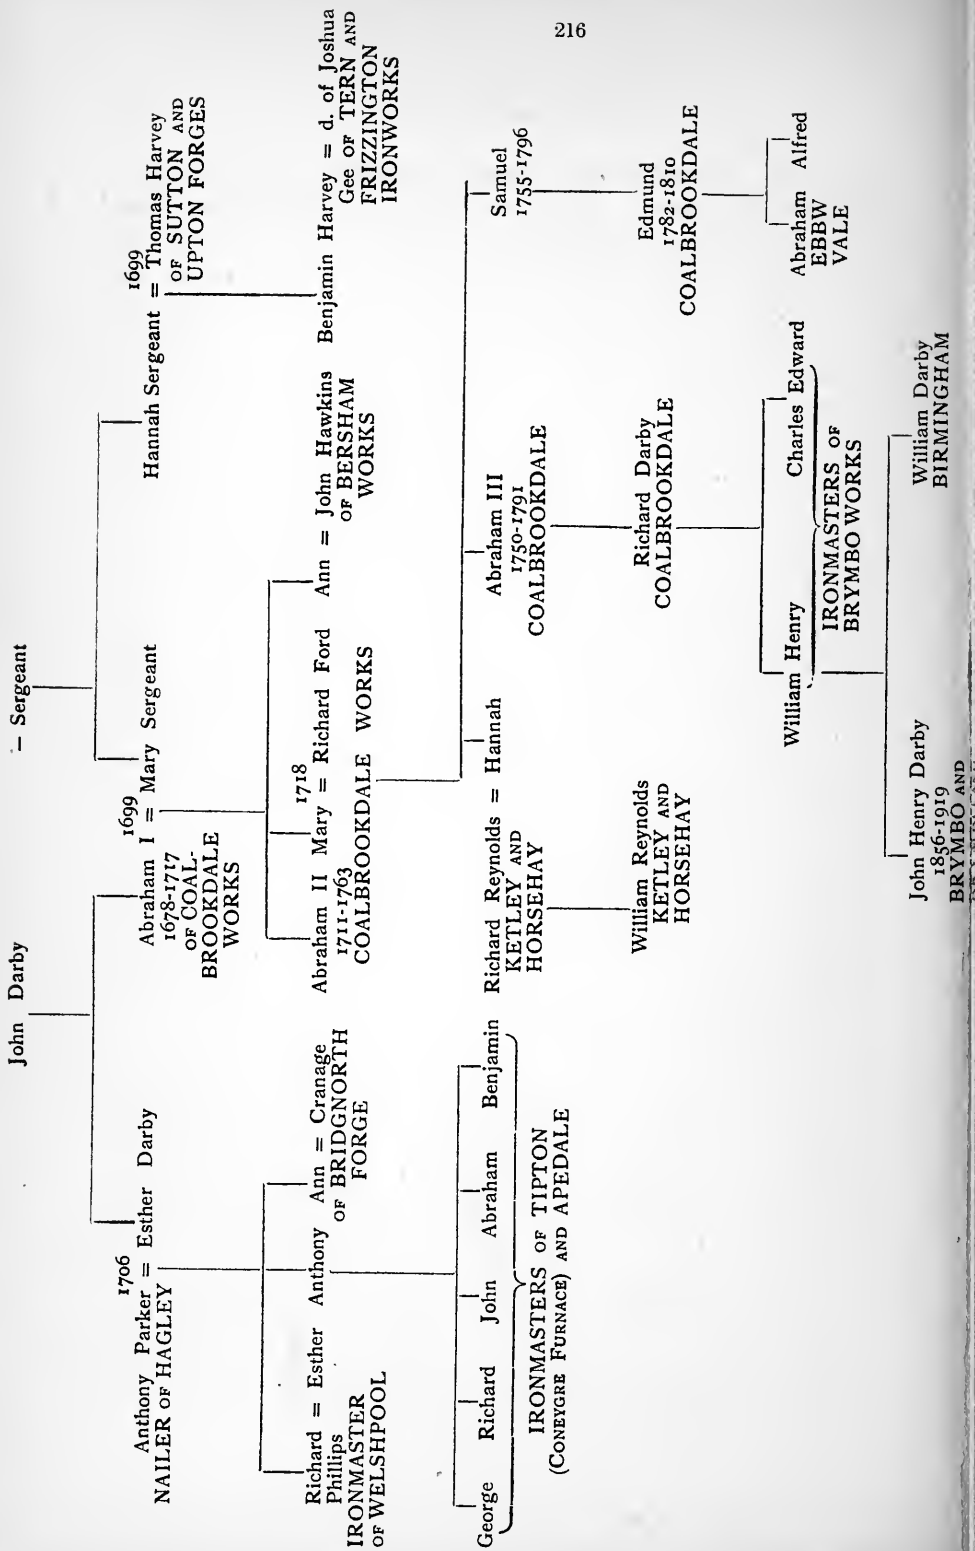 216
John Darby
— Sergeant
1706
Anthony Parker = Esther Darby
NAILER OF HAGLEY
1699
Abraham I = Mary Sergeant
1678-1717
OF COAL-
BROOKDALE
WORKS
1699
Hannah Sergeant = Thomas Harvey
OF SUTTON AND
UPTON FORGES
Richard = Esther
Phillips
IRONMASTER
OF WELSHPOOL
Anthony
Ann = Cranage
OF BRIDGNORTH
FORGE
Abraham II
1711-1763
1718
Mary = Richard Ford
COALBROOKDALE WORKS
Ann = John Hawkins
OF BERSHAM
WORKS
Benjamin Harvey = d. of Joshua
Gee OF TERN AND
FRIZZINGTON
IRONWORKS
George Richard John Abraham Benjamin
IRONMASTERS OF TIPTON
(CONEYGRE FURNACE) AND APEDALE
Richard Reynolds = Hannah
KETLEY AND
HORSEHAY
Abraham III
1750-1791
COALBROOKDALE
Samuel
1755-1796
William Reynolds
KETLEY AND
HORSEHAY
Richard Darby
COALBROOKDALE
Edmund
1782-1810
COALBROOKDALE
William Henry
Charles Edward
IRONMASTERS OF
BRYMBO WORKS
Abraham Alfred
EBBW
VALE
John Henry Darby
1856-1919
BRYMBO AND
William Darby
BIRMINGHAM